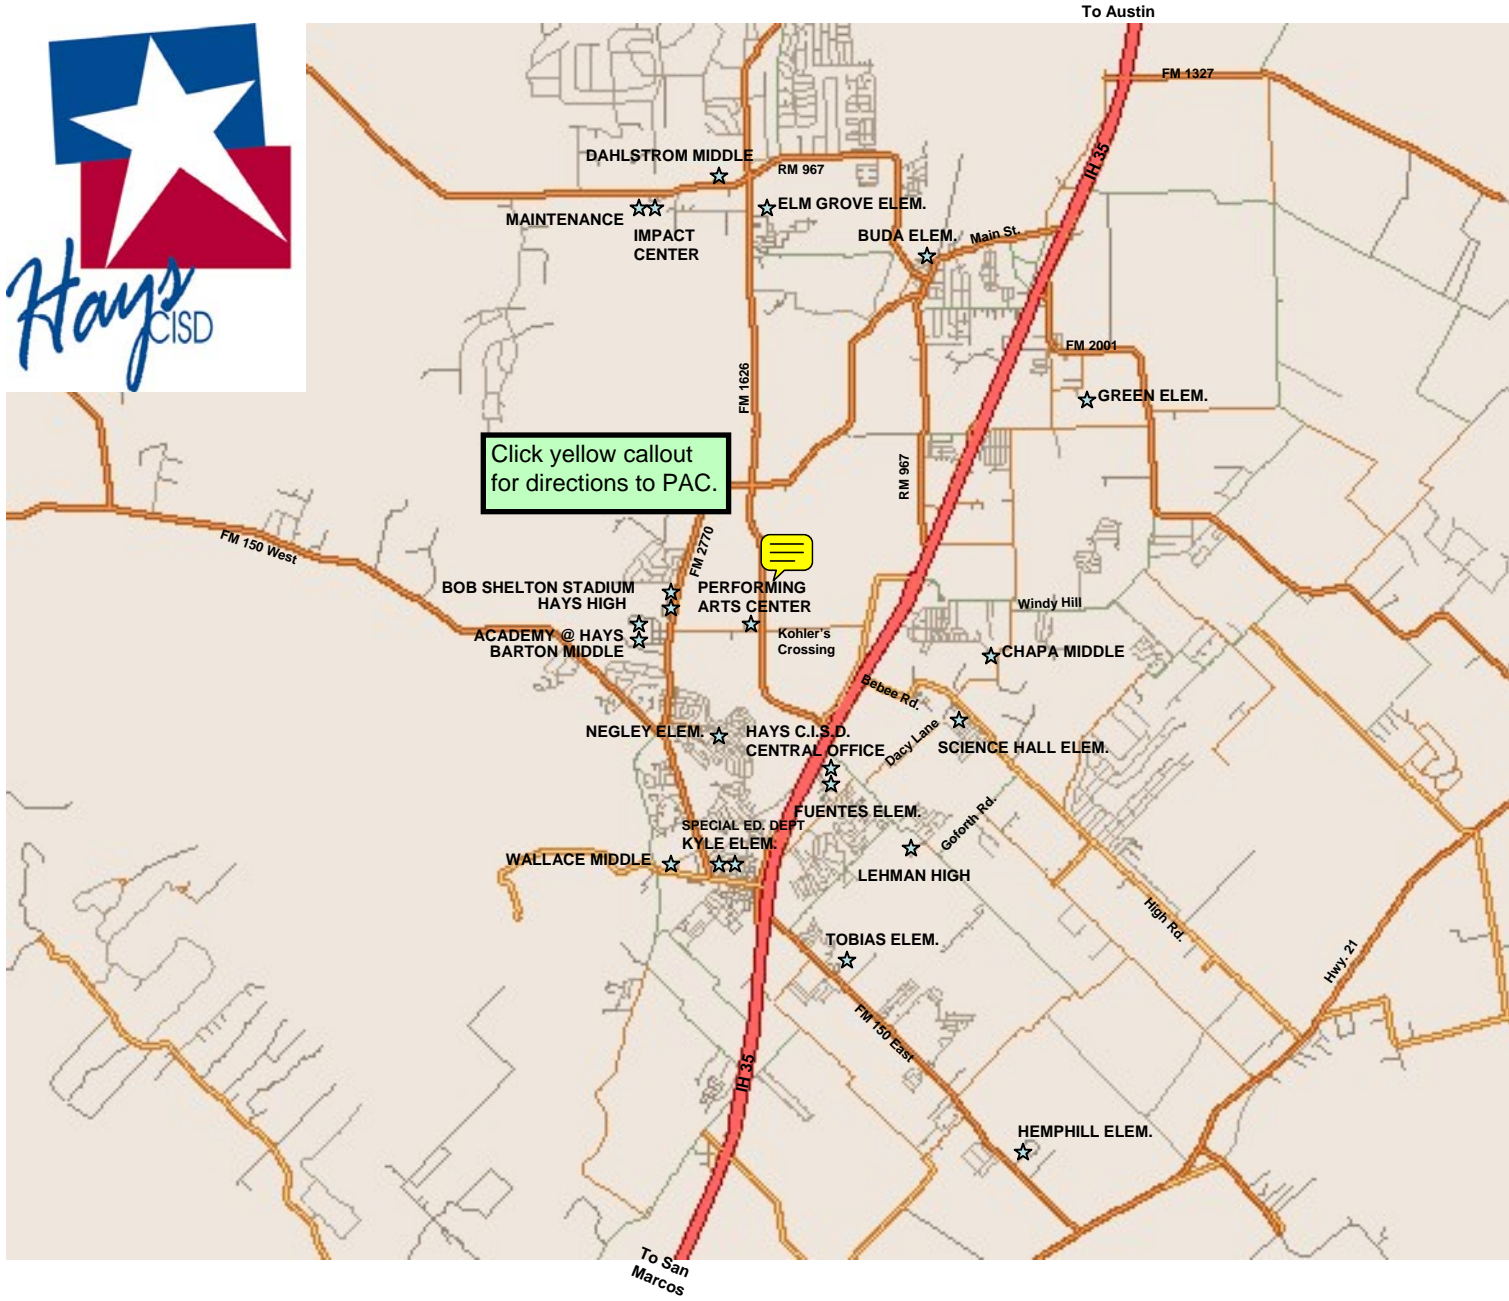 To Austin
Hays
CISD
FM 1327
IH 35
DAHLSTROM MIDDLE
RM 967
MAINTENANCE
IMPACT
CENTER
ELM GROVE ELEM.
BUDA ELEM.
Main St.
FM 2001
FM 1626
GREEN ELEM.
Click yellow callout
for directions to PAC.
RM 967
FM 150 West
FM 2770
BOB SHELTON STADIUM
HAYS HIGH
PERFORMING
ARTS CENTER
Windy Hill
ACADEMY @ HAYS
BARTON MIDDLE
Kohler's
Crossing
CHAPA MIDDLE
Bebee Rd.
NEGLEY ELEM.
HAYS C.I.S.D.
CENTRAL OFFICE
Dacy Lane
SCIENCE HALL ELEM.
FUENTES ELEM.
Goforth Rd.
SPECIAL ED. DEPT
KYLE ELEM.
WALLACE MIDDLE
LEHMAN HIGH
High Rd.
TOBIAS ELEM.
Hwy. 21
FM 150 East
IH 35
HEMPHILL ELEM.
To San
Marcos